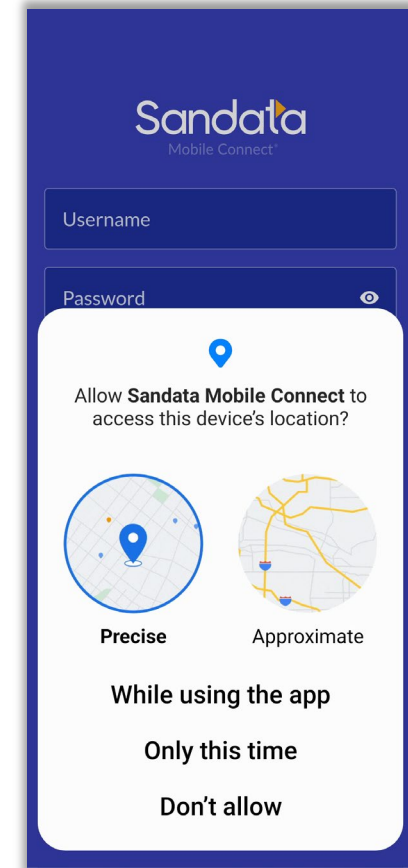 Sandata
Mobile Connect
Username
Password
Allow Sandata Mobile Connect to
access this device's location?
Precise Approximate
While using the app
Only this time
Don't allow